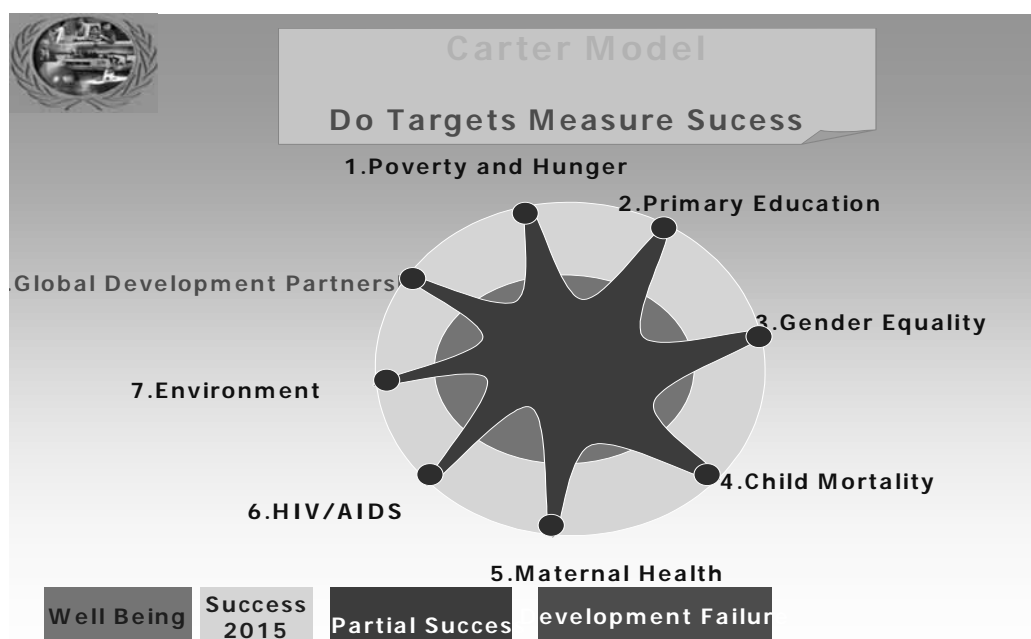 Carter Model
Do Targets Measure Sucess
1.Poverty and Hunger
2.Primary Education
.Global Development Partners
3.Gender Equality
7.Environment
4.Child Mortality
6.HIV/AIDS
5.Maternal Health
Well Being
Success
2015
Partial Succes
Development Failur